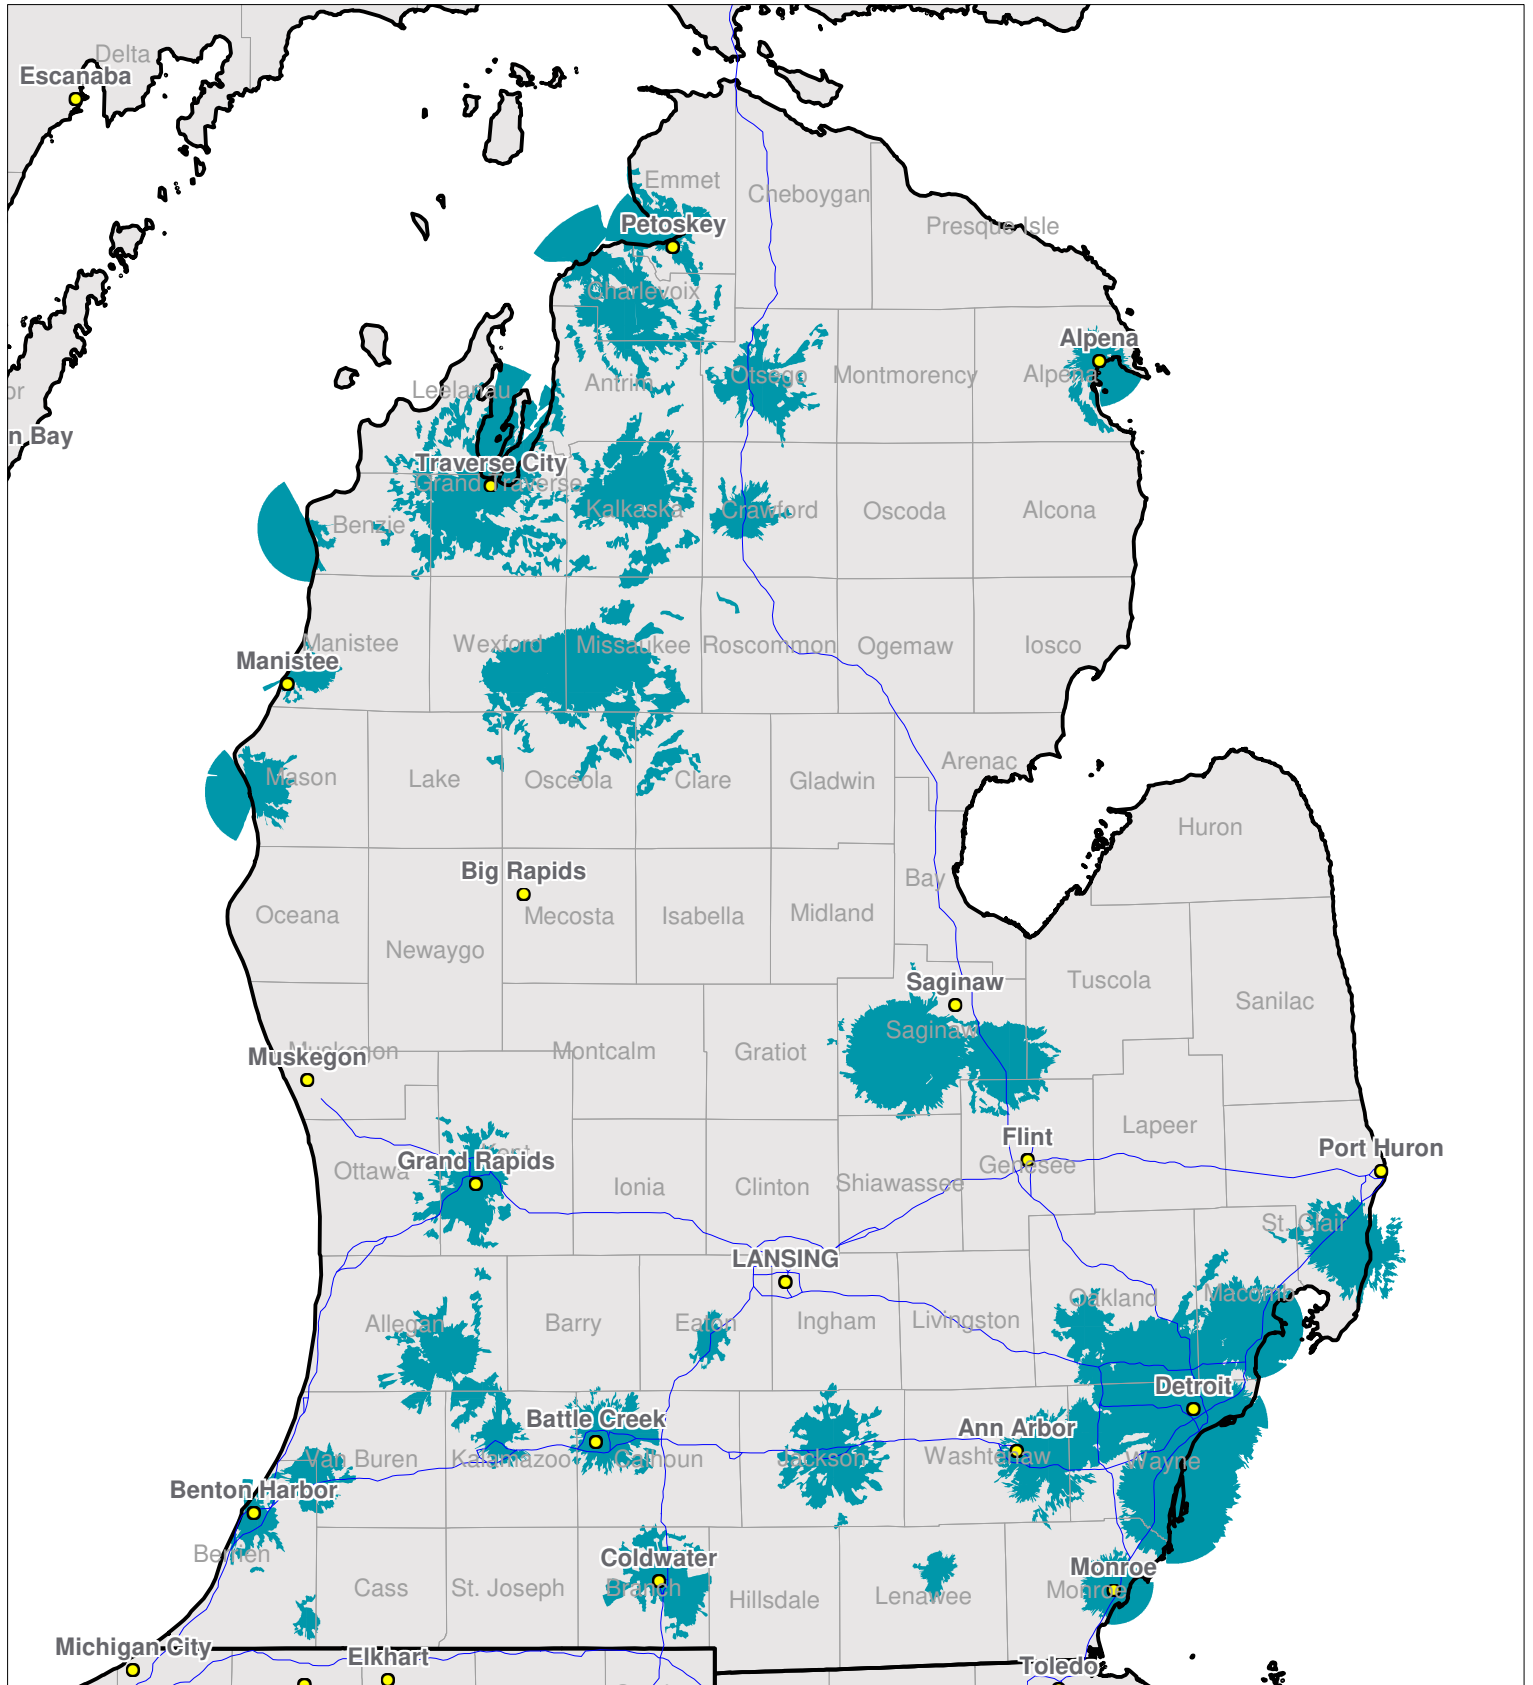 Delta
Escanaba
Emmet
Cheboygan
Petoskey
Presque Isle
Charlevoix
Alpena
Leelanau
Antrim
Otsego
Montmorency
Alpena
or
n Bay
Traverse City
Grand Traverse
Kalkaska
Crawford
Oscoda
Alcona
Benzie
Manistee
Wexford
Missaukee
Roscommon
Ogemaw
Iosco
Manistee
Mason
Lake
Osceola
Clare
Gladwin
Arenac
Huron
Big Rapids
Bay
Oceana
Mecosta
Isabella
Midland
Newaygo
Saginaw
Tuscola
Sanilac
Saginaw
Muskegon
Muskegon
Montcalm
Gratiot
Lapeer
Flint
Port Huron
Kent
Grand Rapids
Ottawa
Ionia
Clinton
Shiawassee
Genesee
St. Clair
LANSING
Oakland
Macomb
Allegan
Barry
Eaton
Ingham
Livingston
Detroit
Battle Creek
Ann Arbor
Van Buren
Kalamazoo
Calhoun
Jackson
Washtenaw
Wayne
Benton Harbor
Berrien
Coldwater
Monroe
Cass
St. Joseph
Branch
Hillsdale
Lenawee
Monroe
Michigan City
Elkhart
Toledo